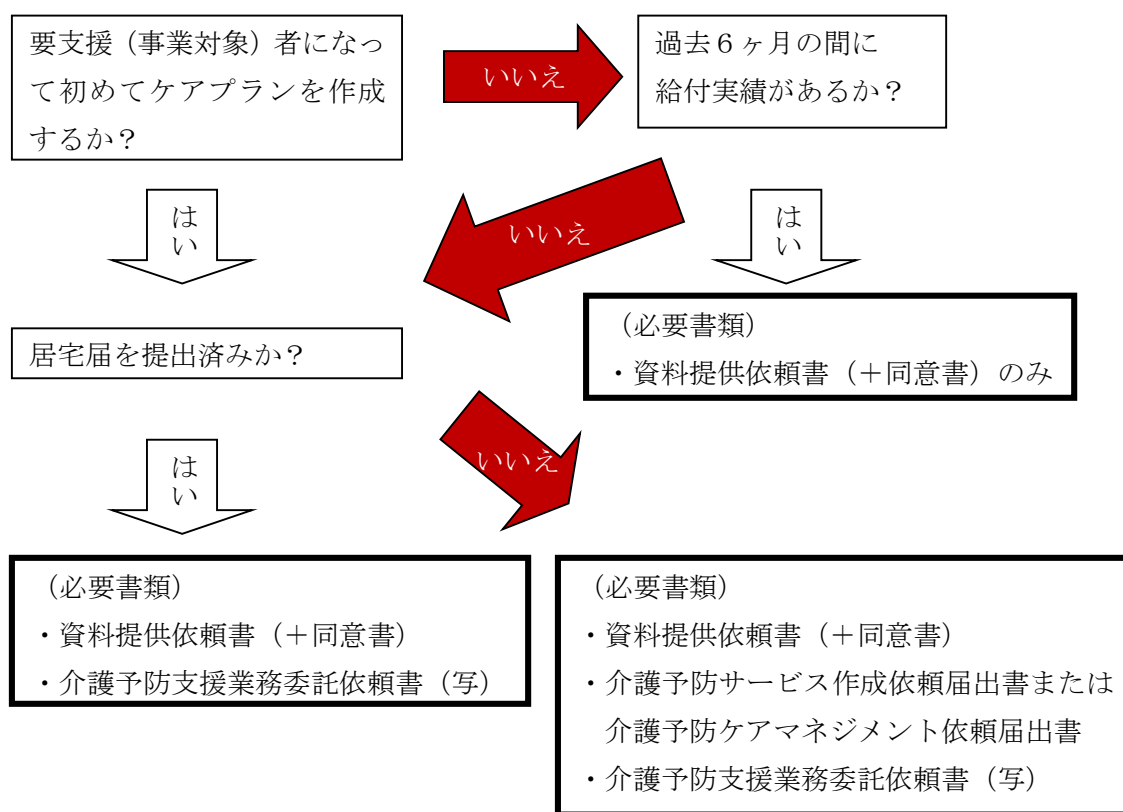 要支援（事業対象）者になっ
て初めてケアプランを作成
するか？
いいえ
過去６ヶ月の間に
給付実績があるか？
はい
いいえ
はい
居宅届を提出済みか？
（必要書類）
・資料提供依頼書（＋同意書）のみ
はい
いいえ
（必要書類）
・資料提供依頼書（＋同意書）
・介護予防支援業務委託依頼書（写）
（必要書類）
・資料提供依頼書（＋同意書）
・介護予防サービス作成依頼届出書または
介護予防ケアマネジメント依頼届出書
・介護予防支援業務委託依頼書（写）